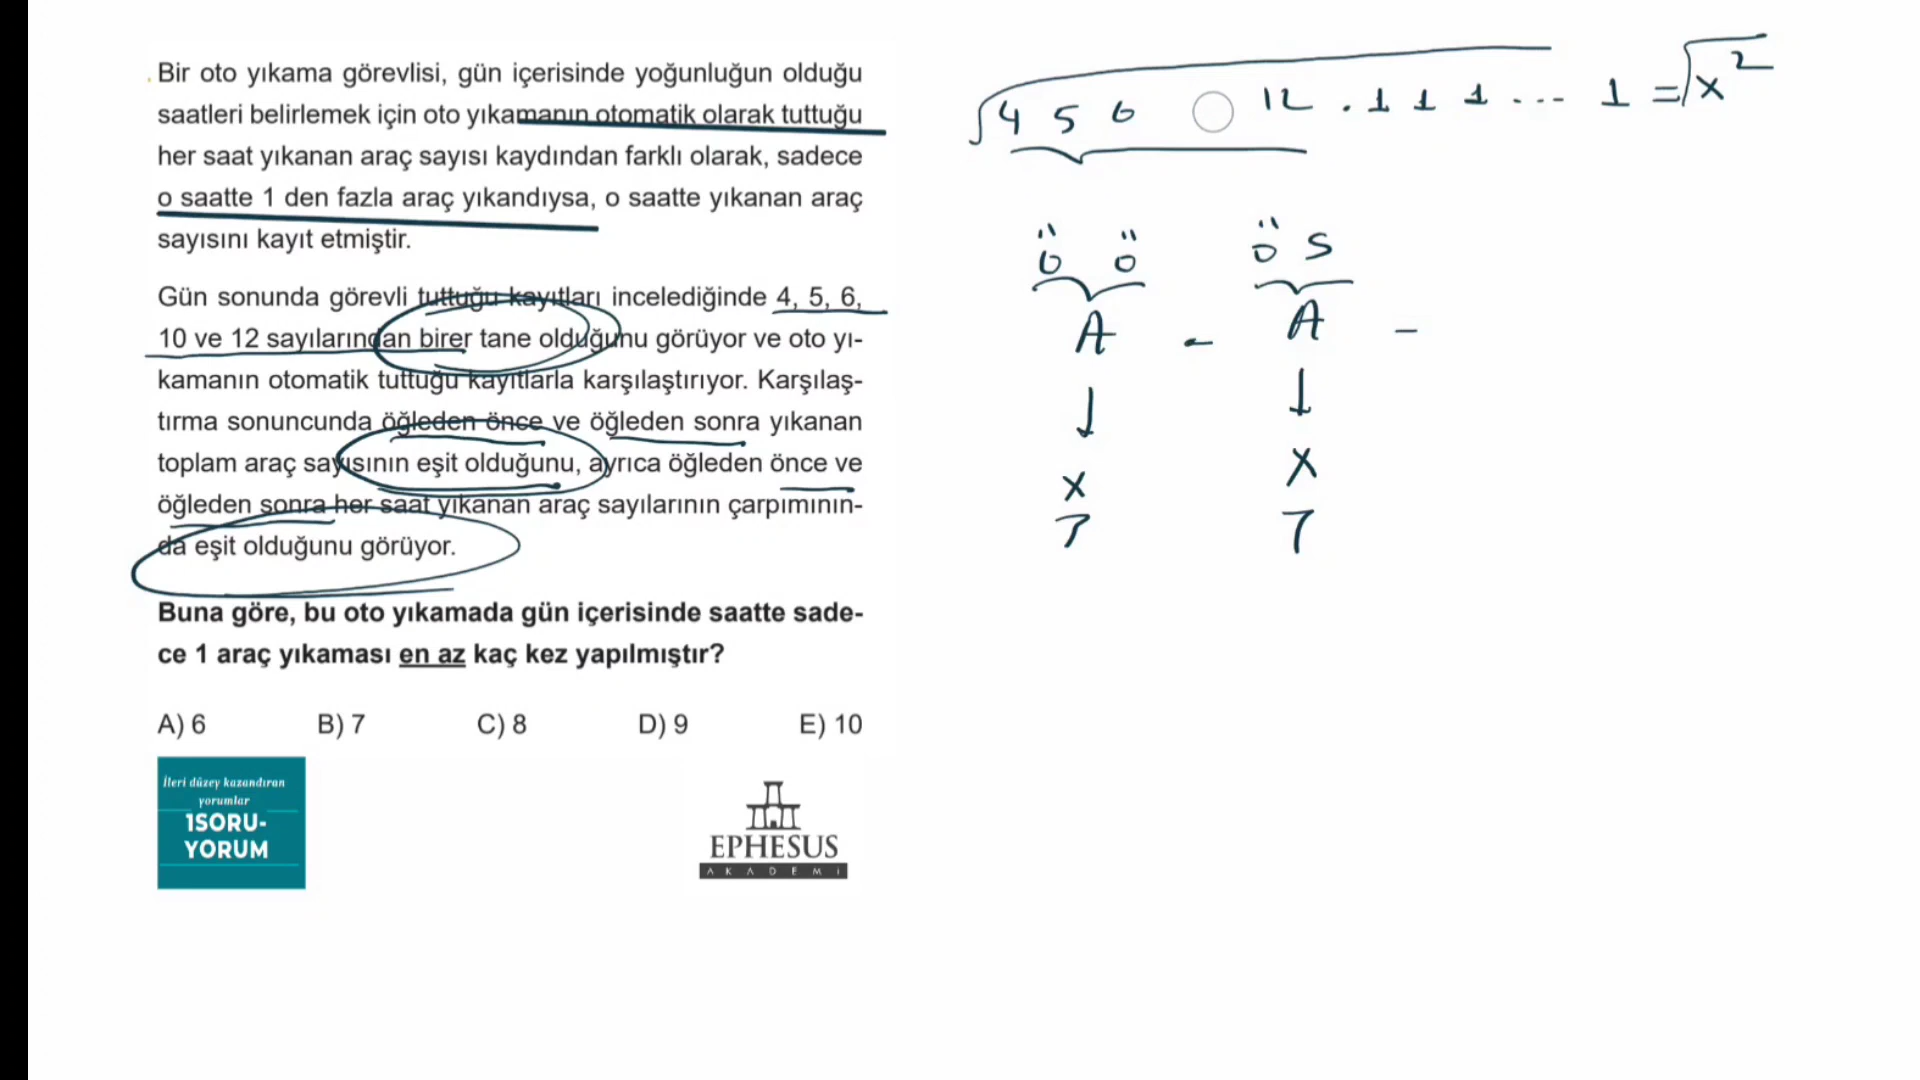 Bir oto yıkama görevlisi, gün içerisinde yoğunluğun olduğu
saatleri belirlemek için oto yıkamanın otomatik olarak tuttuğu
her saat yıkanan araç sayısı kaydından farklı olarak, sadece
o saatte 1 den fazla araç yıkandıysa, o saatte yıkanan araç
sayısını kayıt etmiştir.
Gün sonunda görevli tuttuğu kayıtları incelediğinde 4, 5, 6,
10 ve 12 sayılarından birer tane olduğunu görüyor ve oto yı-
kamanın otomatik tuttuğu kayıtlarla karşılaştırıyor. Karşılaş-
tırma sonuncunda öğleden önce ve öğleden sonra yıkanan
toplam araç sayısının eşit olduğunu, ayrıca öğleden önce ve
öğleden sonra her saat yıkanan araç sayılarının çarpımının-
da eşit olduğunu görüyor.
Buna göre, bu oto yıkamada gün içerisinde saatte sade-
ce 1 araç yıkaması en az kaç kez yapılmıştır?
A) 6 B) 7 C) 8 D) 9 E) 10
İleri düzey kazandıran
yorumlar
1SORU-
YORUM
EPHESUS
AKADEMİ
√4 5 6 12 . 1 1 1 ... 1 = √x²
ö ö ö s
A - A -
↓ ↓
x x
7 7